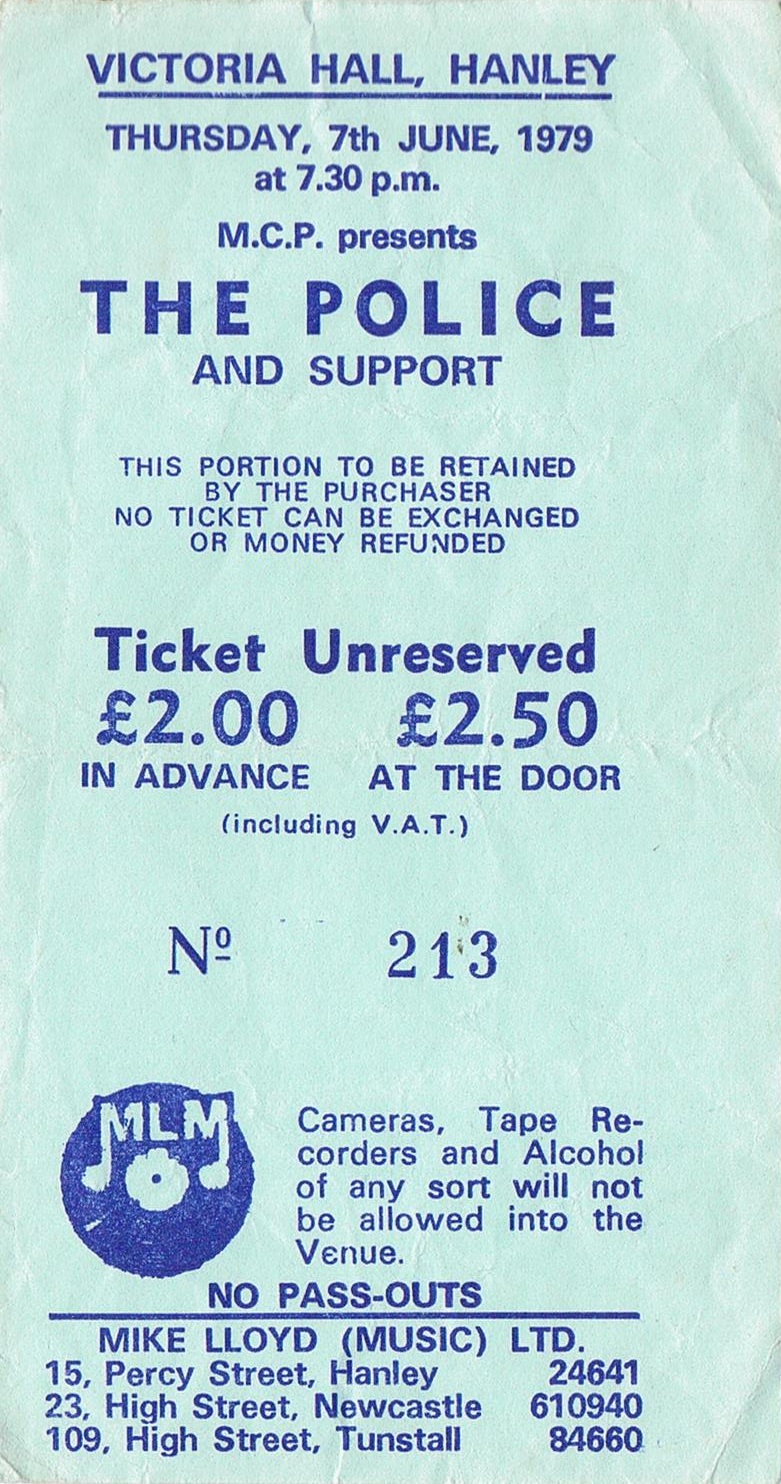 VICTORIA HALL, HANLEY
THURSDAY, 7th JUNE, 1979
at 7.30 p.m.
M.C.P. presents
THE POLICE
AND SUPPORT
THIS PORTION TO BE RETAINED
BY THE PURCHASER
NO TICKET CAN BE EXCHANGED
OR MONEY REFUNDED
Ticket Unreserved
£2.00 £2.50
IN ADVANCE AT THE DOOR
(including V.A.T.)
Nº 213
MLM
Cameras, Tape Re-
corders and Alcohol
of any sort will not
be allowed into the
Venue.
NO PASS-OUTS
MIKE LLOYD (MUSIC) LTD.
15, Percy Street, Hanley 24641
23, High Street, Newcastle 610940
109, High Street, Tunstall 84660